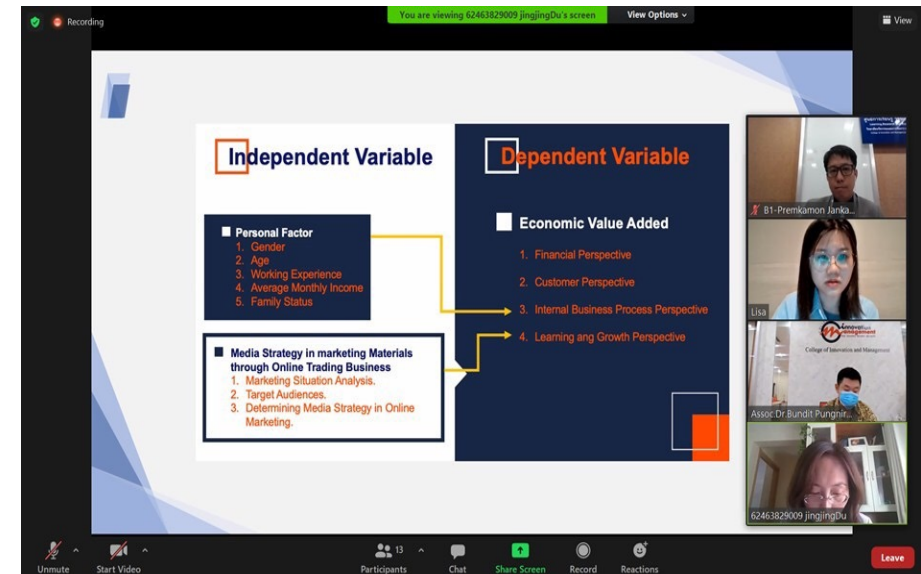 Recording
You are viewing 62463829009 jingjingDu's screen
View Options
View
Independent Variable
Personal Factor
1. Gender
2. Age
3. Working Experience
4. Average Monthly Income
5. Family Status
Media Strategy in marketing Materials
through Online Trading Business
1. Marketing Situation Analysis.
2. Target Audiences.
3. Determining Media Strategy in Online
Marketing.
Dependent Variable
Economic Value Added
1. Financial Perspective
2. Customer Perspective
3. Internal Business Process Perspective
4. Learning ang Growth Perspective
B1-Premkamon Janka...
Lisa
innovation
management
College of Innovation and Management
Assoc.Dr.Bundit Pungnir...
62463829009 jingjingDu
Unmute
Start Video
Participants
13
Chat
Share Screen
Record
Reactions
Leave